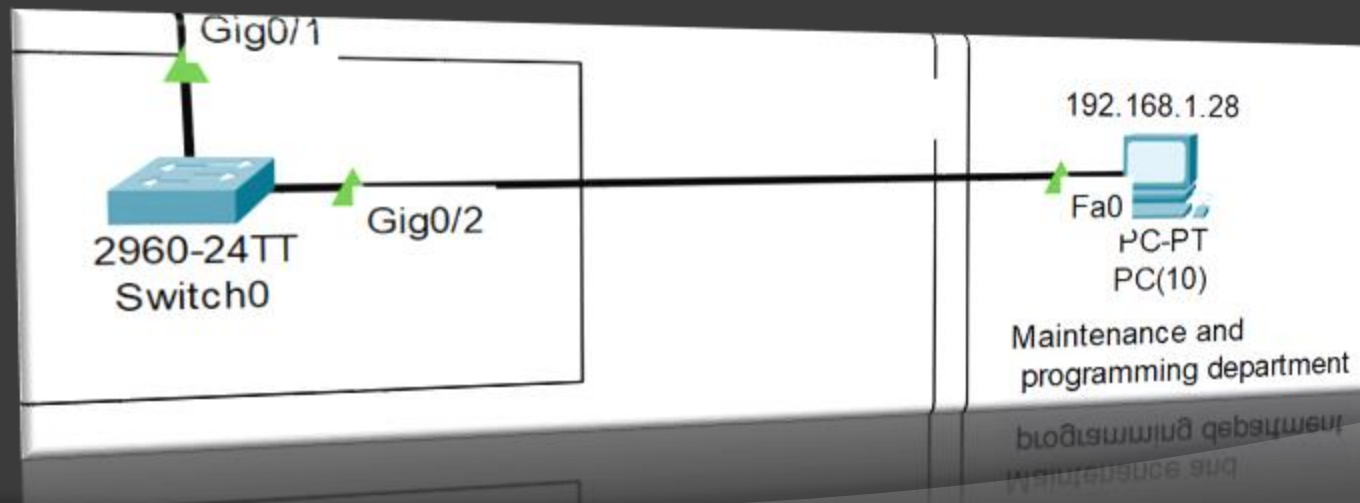 Gig0/1
192.168.1.28
Gig0/2
Fa0
2960-24TT
Switch0
PC-PT
PC(10)
Maintenance and
programming department